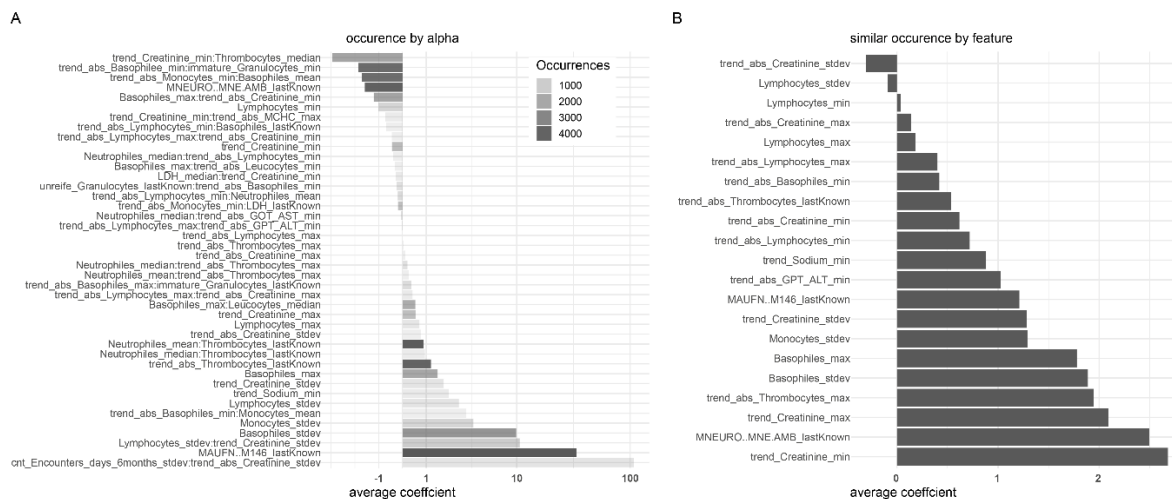 A
occurence by alpha
trend_Creatinine_min:Thrombocytes_median
trend_abs_Basophilee_min:immature_Granulocytes_min
trend_abs_Monocytes_min:Basophiles_mean
MNEURO..MNE.AMB_lastKnown
Basophiles_max:trend_abs_Creatinine_min
Lymphocytes_min
trend_Creatinine_min:trend_abs_MCHC_max
trend_abs_Lymphocytes_min:Basophiles_lastKnown
trend_abs_Lymphocytes_max:trend_abs_Creatinine_min
trend_Creatinine_min
Neutrophiles_median:trend_abs_Lymphocytes_min
Basophiles_max:trend_abs_Leucocytes_min
LDH_median:trend_Creatinine_min
unreife_Granulocytes_lastKnown:trend_abs_Basophiles_min
trend_abs_Lymphocytes_min:Neutrophiles_mean
trend_abs_Monocytes_min:LDH_lastKnown
Neutrophiles_median:trend_abs_GOT_AST_min
trend_abs_Lymphocytes_max:trend_abs_GPT_ALT_min
trend_abs_Lymphocytes_max
trend_abs_Thrombocytes_max
trend_abs_Creatinine_max
Neutrophiles_median:trend_abs_Thrombocytes_max
Neutrophiles_mean:trend_abs_Thrombocytes_max
trend_abs_Basophiles_max:immature_Granulocytes_lastKnown
trend_abs_Lymphocytes_max:trend_abs_Creatinine_max
Basophiles_max:Leucocytes_median
trend_Creatinine_max
Lymphocytes_max
trend_abs_Creatinine_stdev
Neutrophiles_mean:Thrombocytes_lastKnown
Neutrophiles_median:Thrombocytes_lastKnown
trend_abs_Thrombocytes_lastKnown
Basophiles_max
trend_Creatinine_stdev
trend_Sodium_min
Lymphocytes_stdev
trend_abs_Basophiles_min:Monocytes_mean
Monocytes_stdev
Basophiles_stdev
Lymphocytes_stdev:trend_Creatinine_stdev
MAUFN..M146_lastKnown
cnt_Encounters_days_6months_stdev:trend_abs_Creatinine_stdev
-1 1 10 100
average coeffcient
Occurrences
1000
2000
3000
4000
B
similar occurence by feature
trend_abs_Creatinine_stdev
Lymphocytes_stdev
Lymphocytes_min
trend_abs_Creatinine_max
Lymphocytes_max
trend_abs_Lymphocytes_max
trend_abs_Basophiles_min
trend_abs_Thrombocytes_lastKnown
trend_abs_Creatinine_min
trend_abs_Lymphocytes_min
trend_Sodium_min
trend_abs_GPT_ALT_min
MAUFN..M146_lastKnown
trend_Creatinine_stdev
Monocytes_stdev
Basophiles_max
Basophiles_stdev
trend_abs_Thrombocytes_max
trend_Creatinine_max
MNEURO..MNE.AMB_lastKnown
trend_Creatinine_min
0 1 2
average coefficient